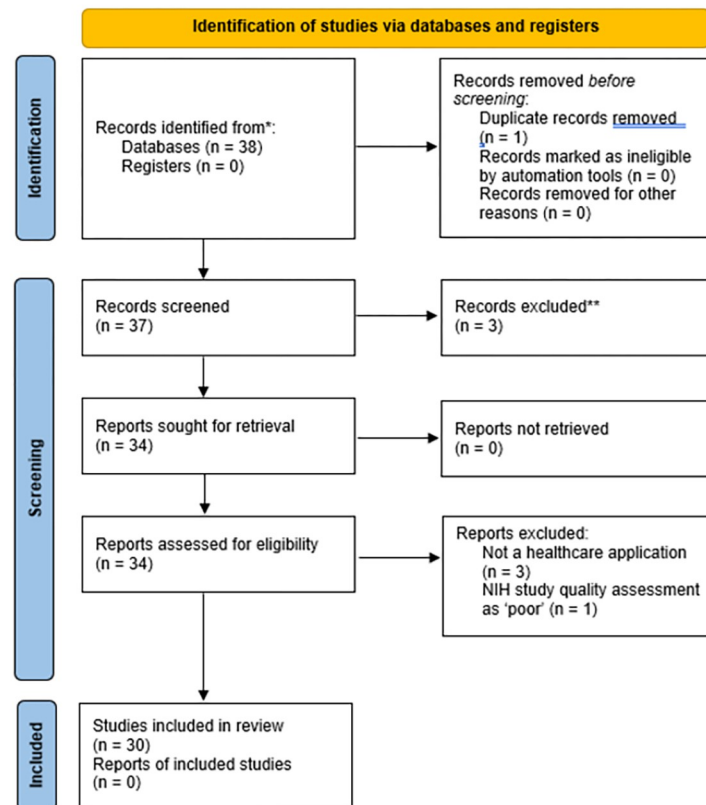 Identification of studies via databases and registers
Identification
Records identified from*:
Databases (n = 38)
Registers (n = 0)
Records removed before
screening:
Duplicate records removed
(n = 1)
Records marked as ineligible
by automation tools (n = 0)
Records removed for other
reasons (n = 0)
Screening
Records screened
(n = 37)
Records excluded**
(n = 3)
Reports sought for retrieval
(n = 34)
Reports not retrieved
(n = 0)
Reports assessed for eligibility
(n = 34)
Reports excluded:
Not a healthcare application
(n = 3)
NIH study quality assessment
as ‘poor’ (n = 1)
Included
Studies included in review
(n = 30)
Reports of included studies
(n = 0)